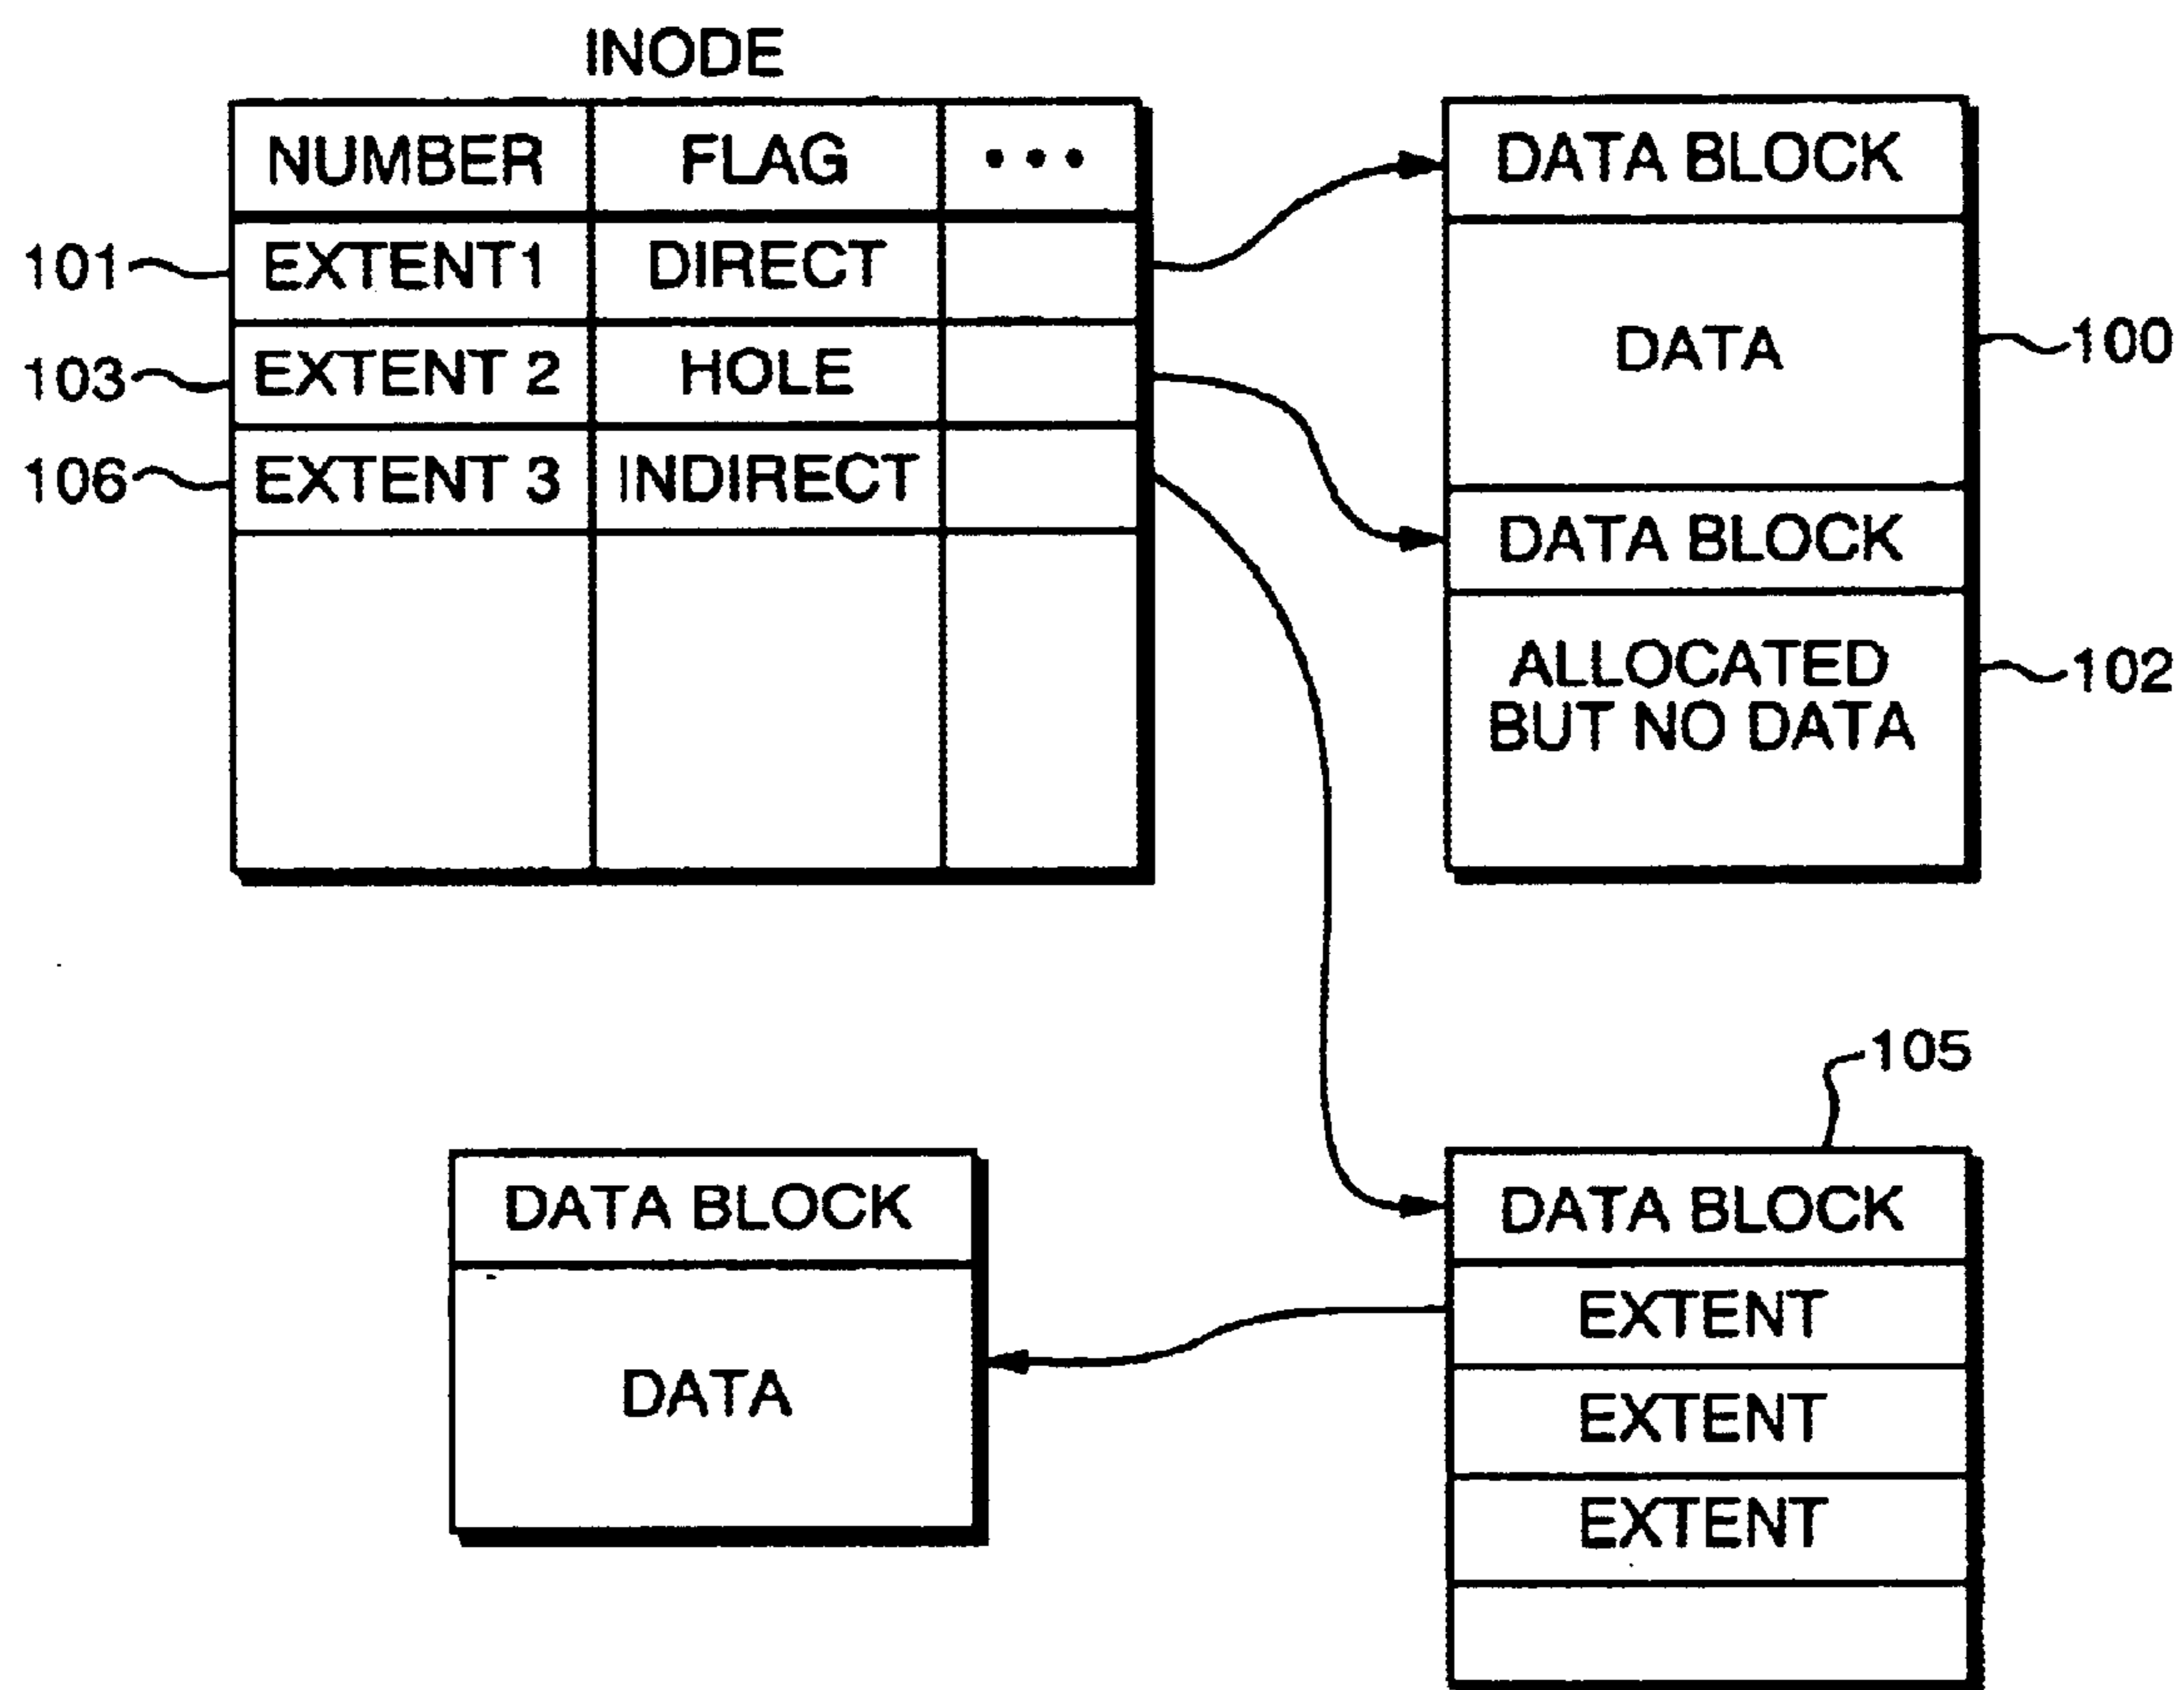 INODE
NUMBER FLAG •••
101 EXTENT1 DIRECT
103 EXTENT 2 HOLE
106 EXTENT 3 INDIRECT
DATA BLOCK
DATA
100
DATA BLOCK
ALLOCATED
BUT NO DATA
102
105
DATA BLOCK
EXTENT
EXTENT
EXTENT
DATA BLOCK
DATA